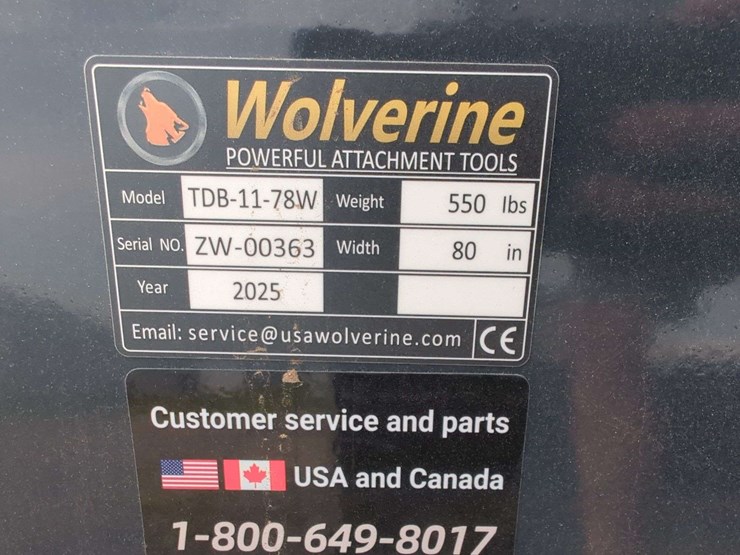 Wolverine
POWERFUL ATTACHMENT TOOLS
Model TDB-11-78W Weight 550 lbs
Serial NO. ZW-00363 Width 80 in
Year 2025
Email: service@usawolverine.com CE
Customer service and parts
USA and Canada
1-800-649-8017